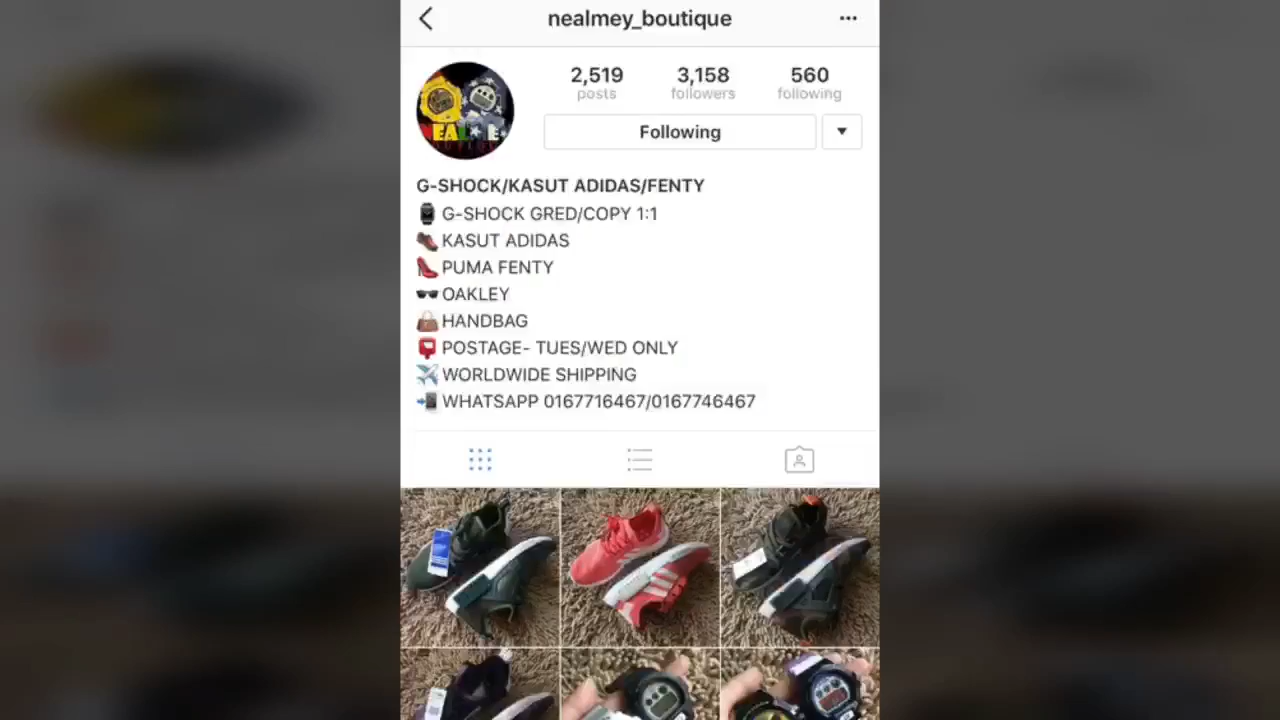 nealmey_boutique
2,519 3,158 560
posts followers following
Following
G-SHOCK/KASUT ADIDAS/FENTY
G-SHOCK GRED/COPY 1:1
KASUT ADIDAS
PUMA FENTY
OAKLEY
HANDBAG
POSTAGE- TUES/WED ONLY
WORLDWIDE SHIPPING
WHATSAPP 0167716467/0167746467